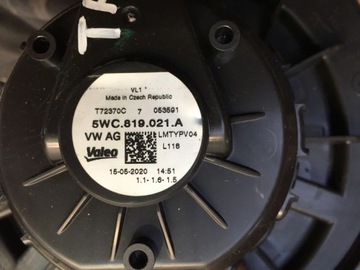 VL1
Made in Czech Republic
T72370C 7 053591
5WC.819.021.A
VW AG LMTYPV04
Valeo L118
15-05-2020 14:51
1.1- 1.6- 1.5